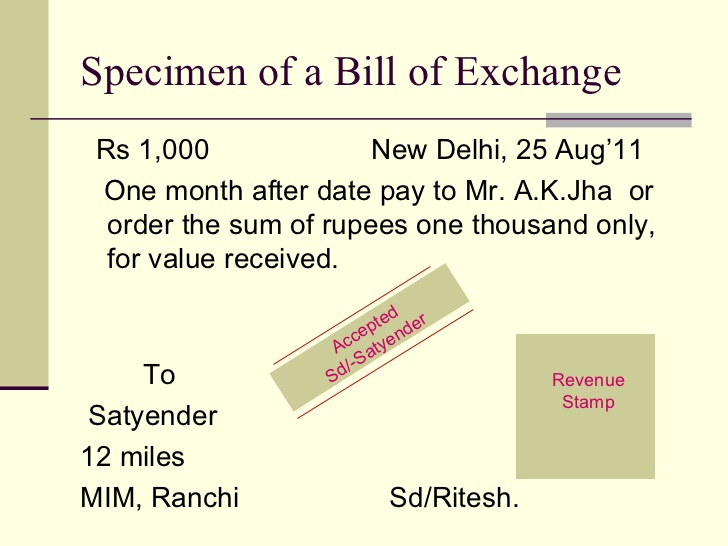 Specimen of a Bill of Exchange
Rs 1,000 New Delhi, 25 Aug’11
One month after date pay to Mr. A.K.Jha or
order the sum of rupees one thousand only,
for value received.
Accepted
Sd/-Satyender
Revenue
Stamp
To
Satyender
12 miles
MIM, Ranchi Sd/Ritesh.